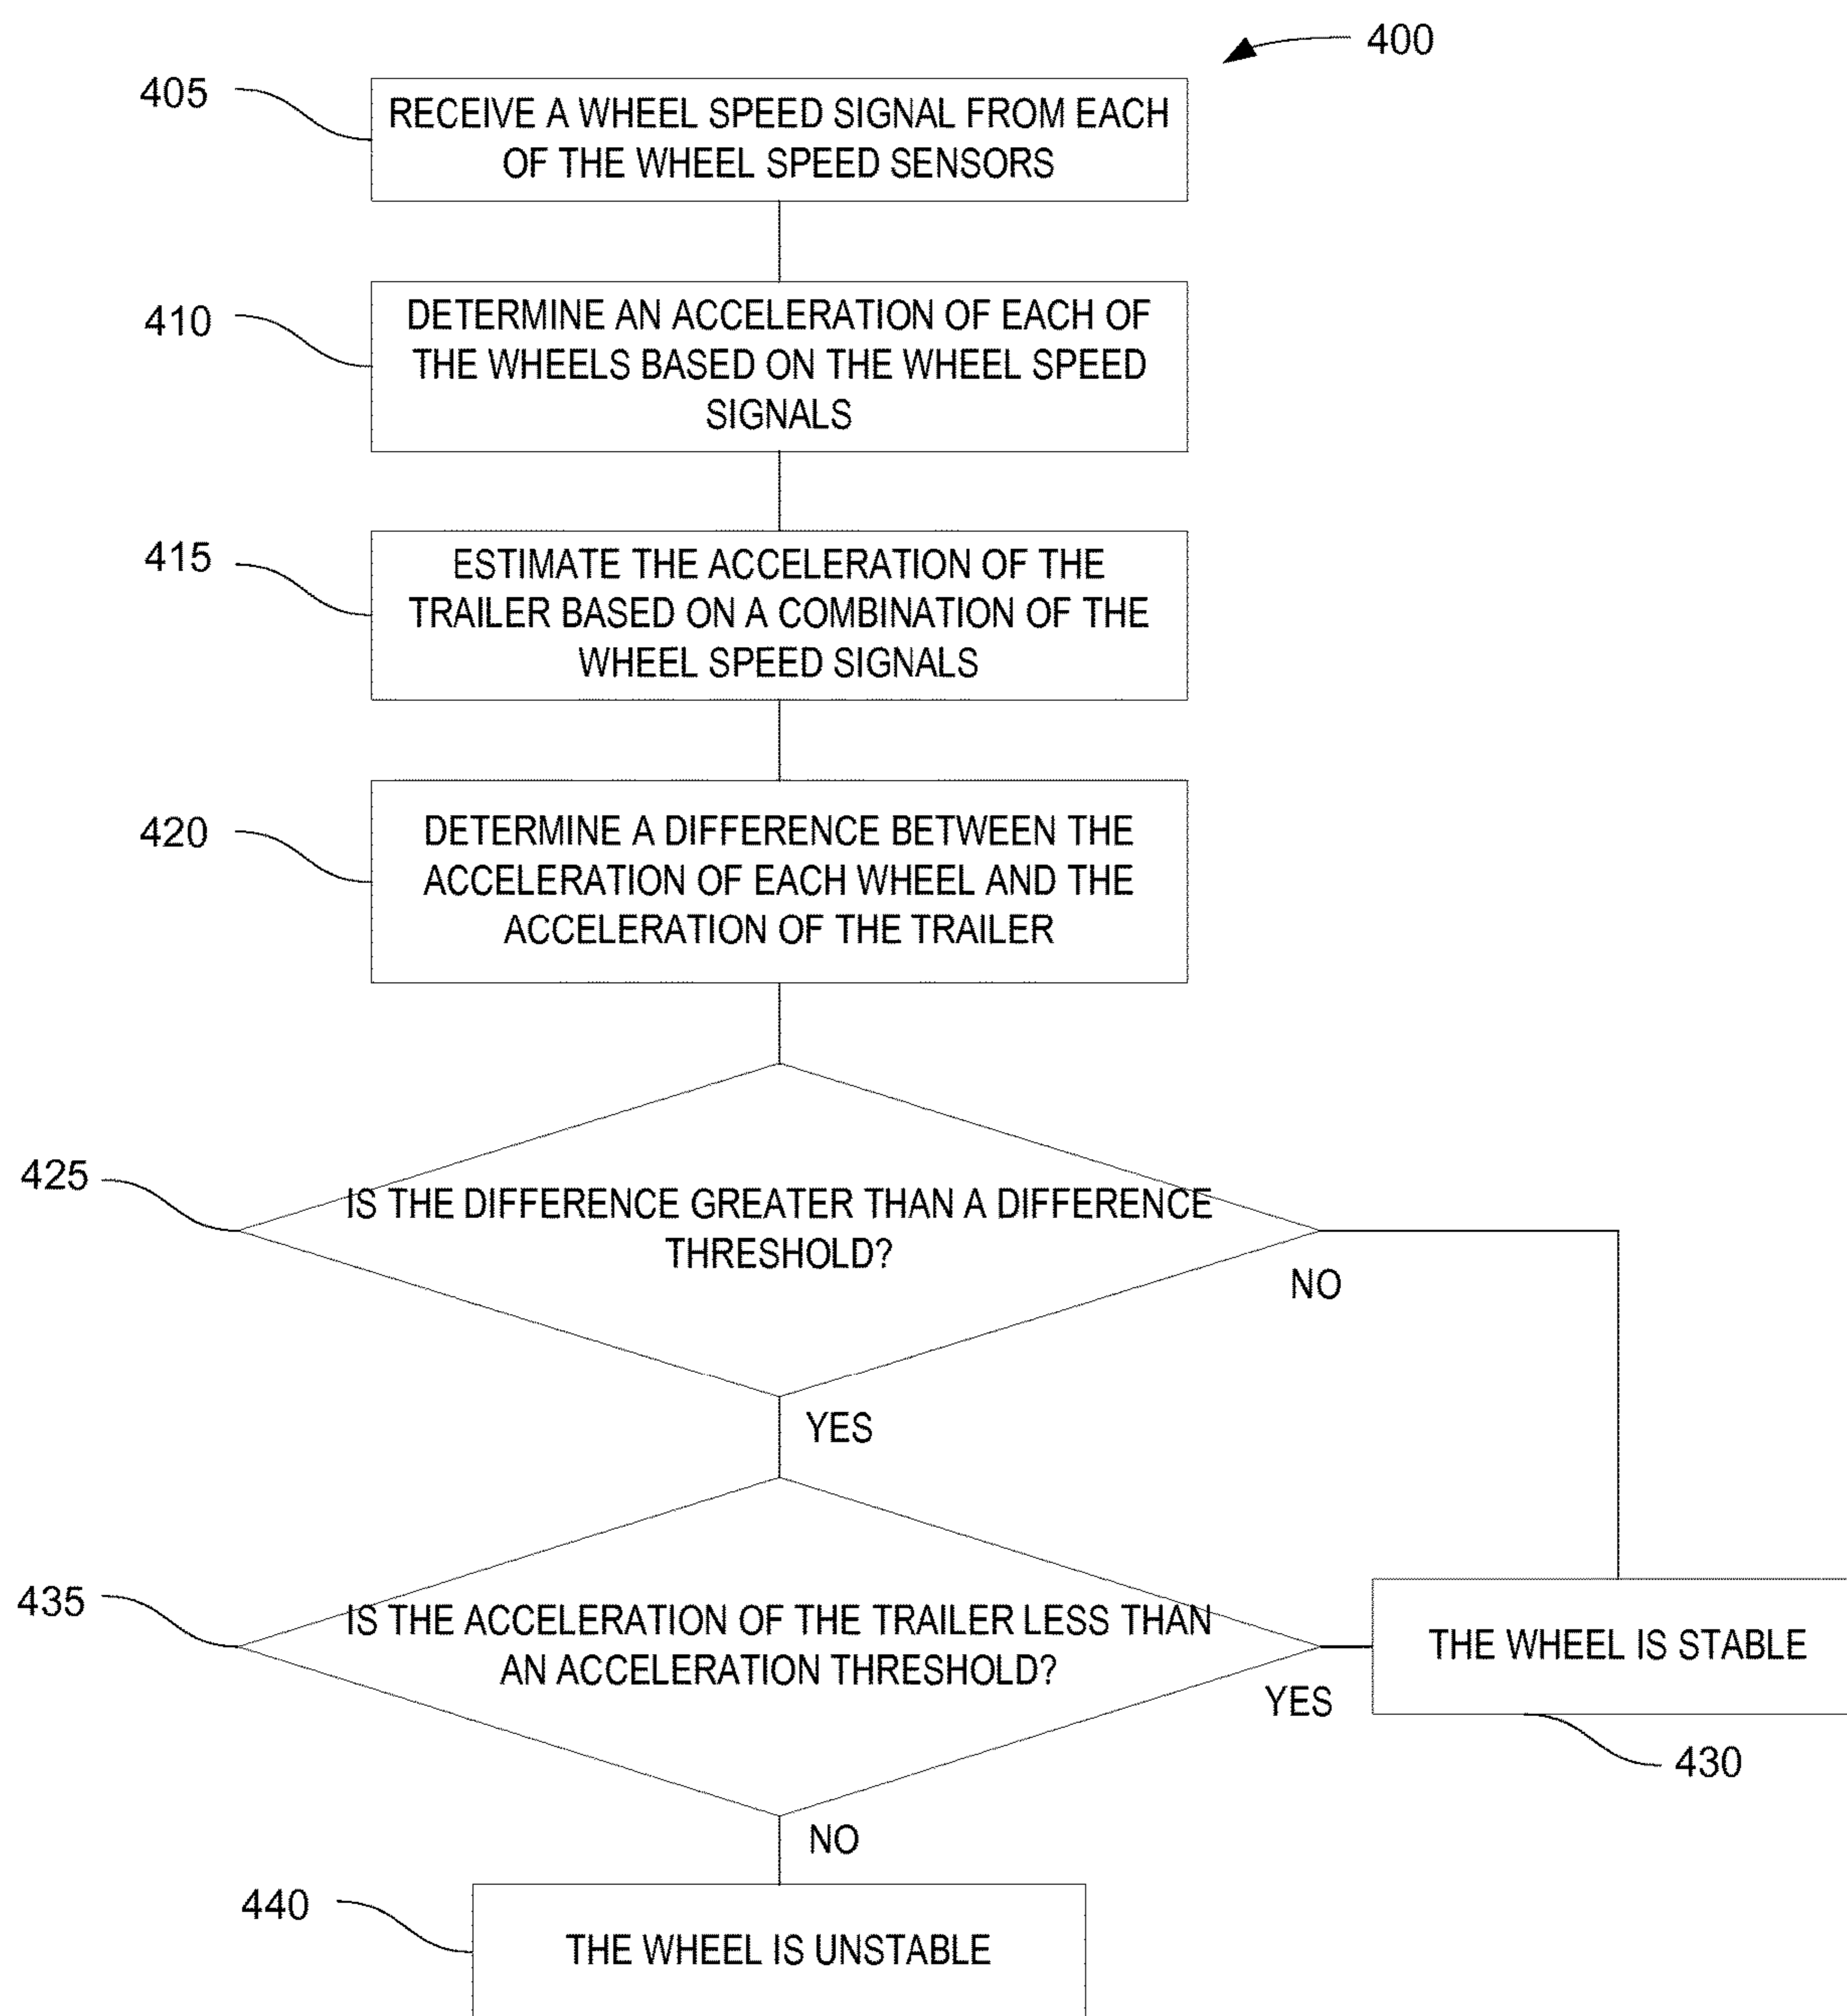 400
405
RECEIVE A WHEEL SPEED SIGNAL FROM EACH
OF THE WHEEL SPEED SENSORS
410
DETERMINE AN ACCELERATION OF EACH OF
THE WHEELS BASED ON THE WHEEL SPEED
SIGNALS
415
ESTIMATE THE ACCELERATION OF THE
TRAILER BASED ON A COMBINATION OF THE
WHEEL SPEED SIGNALS
420
DETERMINE A DIFFERENCE BETWEEN THE
ACCELERATION OF EACH WHEEL AND THE
ACCELERATION OF THE TRAILER
425
IS THE DIFFERENCE GREATER THAN A DIFFERENCE
THRESHOLD?
NO
YES
435
IS THE ACCELERATION OF THE TRAILER LESS THAN
AN ACCELERATION THRESHOLD?
YES
THE WHEEL IS STABLE
430
NO
440
THE WHEEL IS UNSTABLE